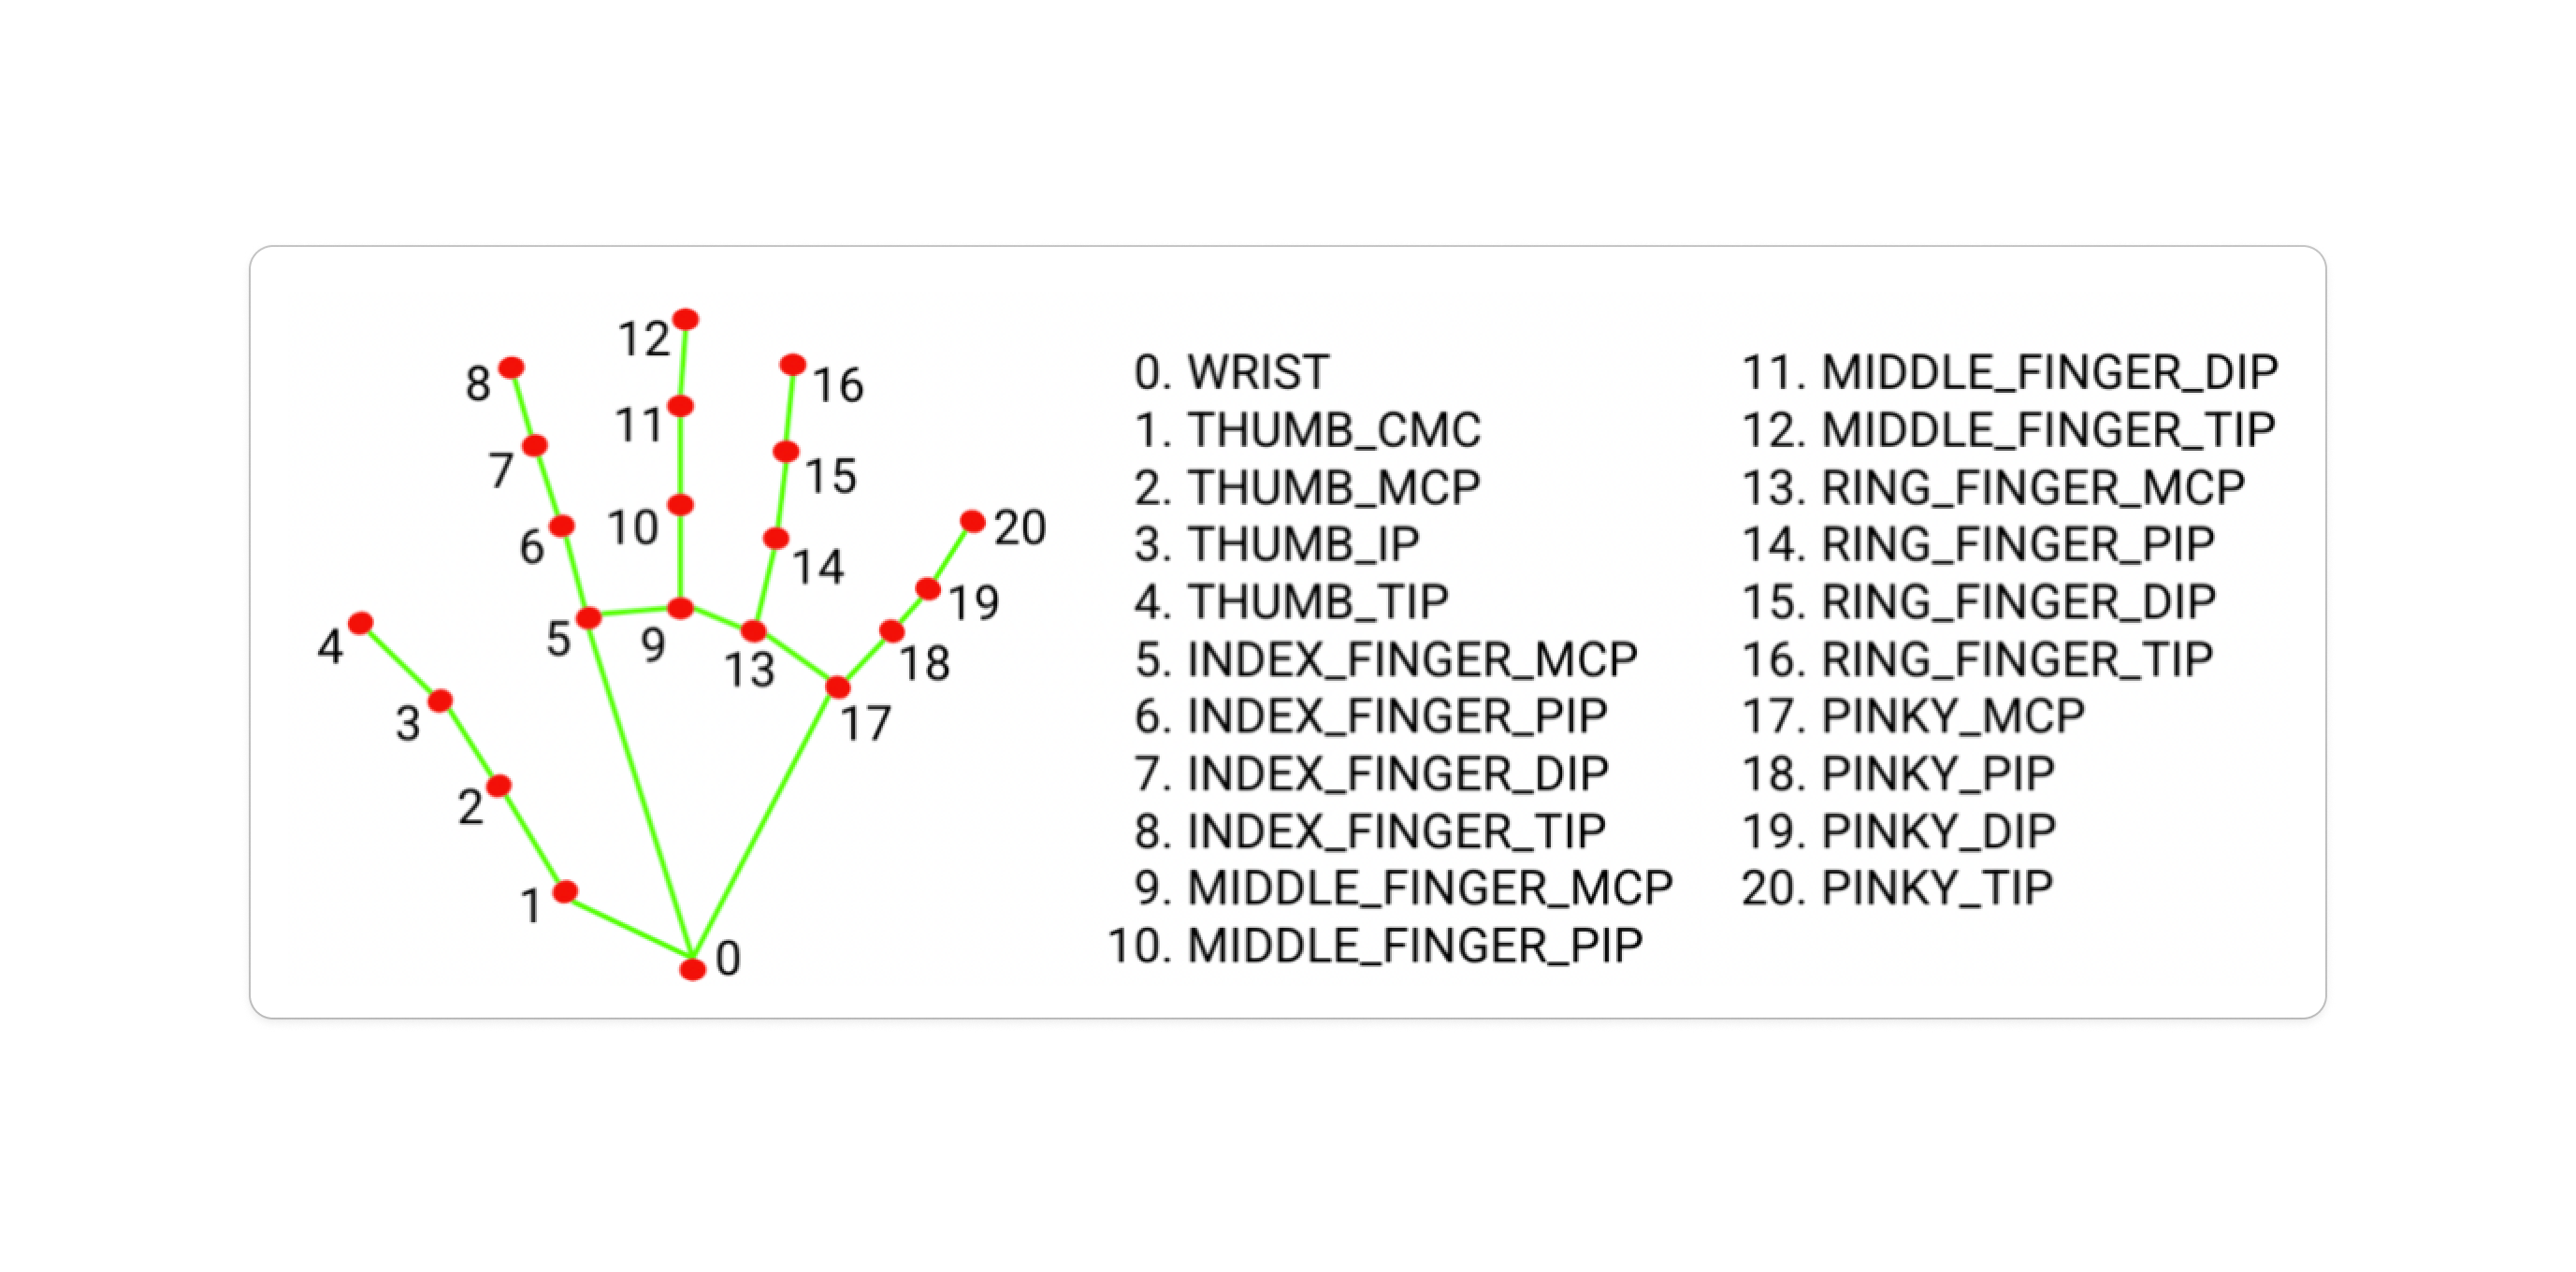 12
8
16
11
7
15
10
6
20
14
19
5
4
9
13
18
3
17
2
1
0
0. WRIST
1. THUMB_CMC
2. THUMB_MCP
3. THUMB_IP
4. THUMB_TIP
5. INDEX_FINGER_MCP
6. INDEX_FINGER_PIP
7. INDEX_FINGER_DIP
8. INDEX_FINGER_TIP
9. MIDDLE_FINGER_MCP
10. MIDDLE_FINGER_PIP
11. MIDDLE_FINGER_DIP
12. MIDDLE_FINGER_TIP
13. RING_FINGER_MCP
14. RING_FINGER_PIP
15. RING_FINGER_DIP
16. RING_FINGER_TIP
17. PINKY_MCP
18. PINKY_PIP
19. PINKY_DIP
20. PINKY_TIP